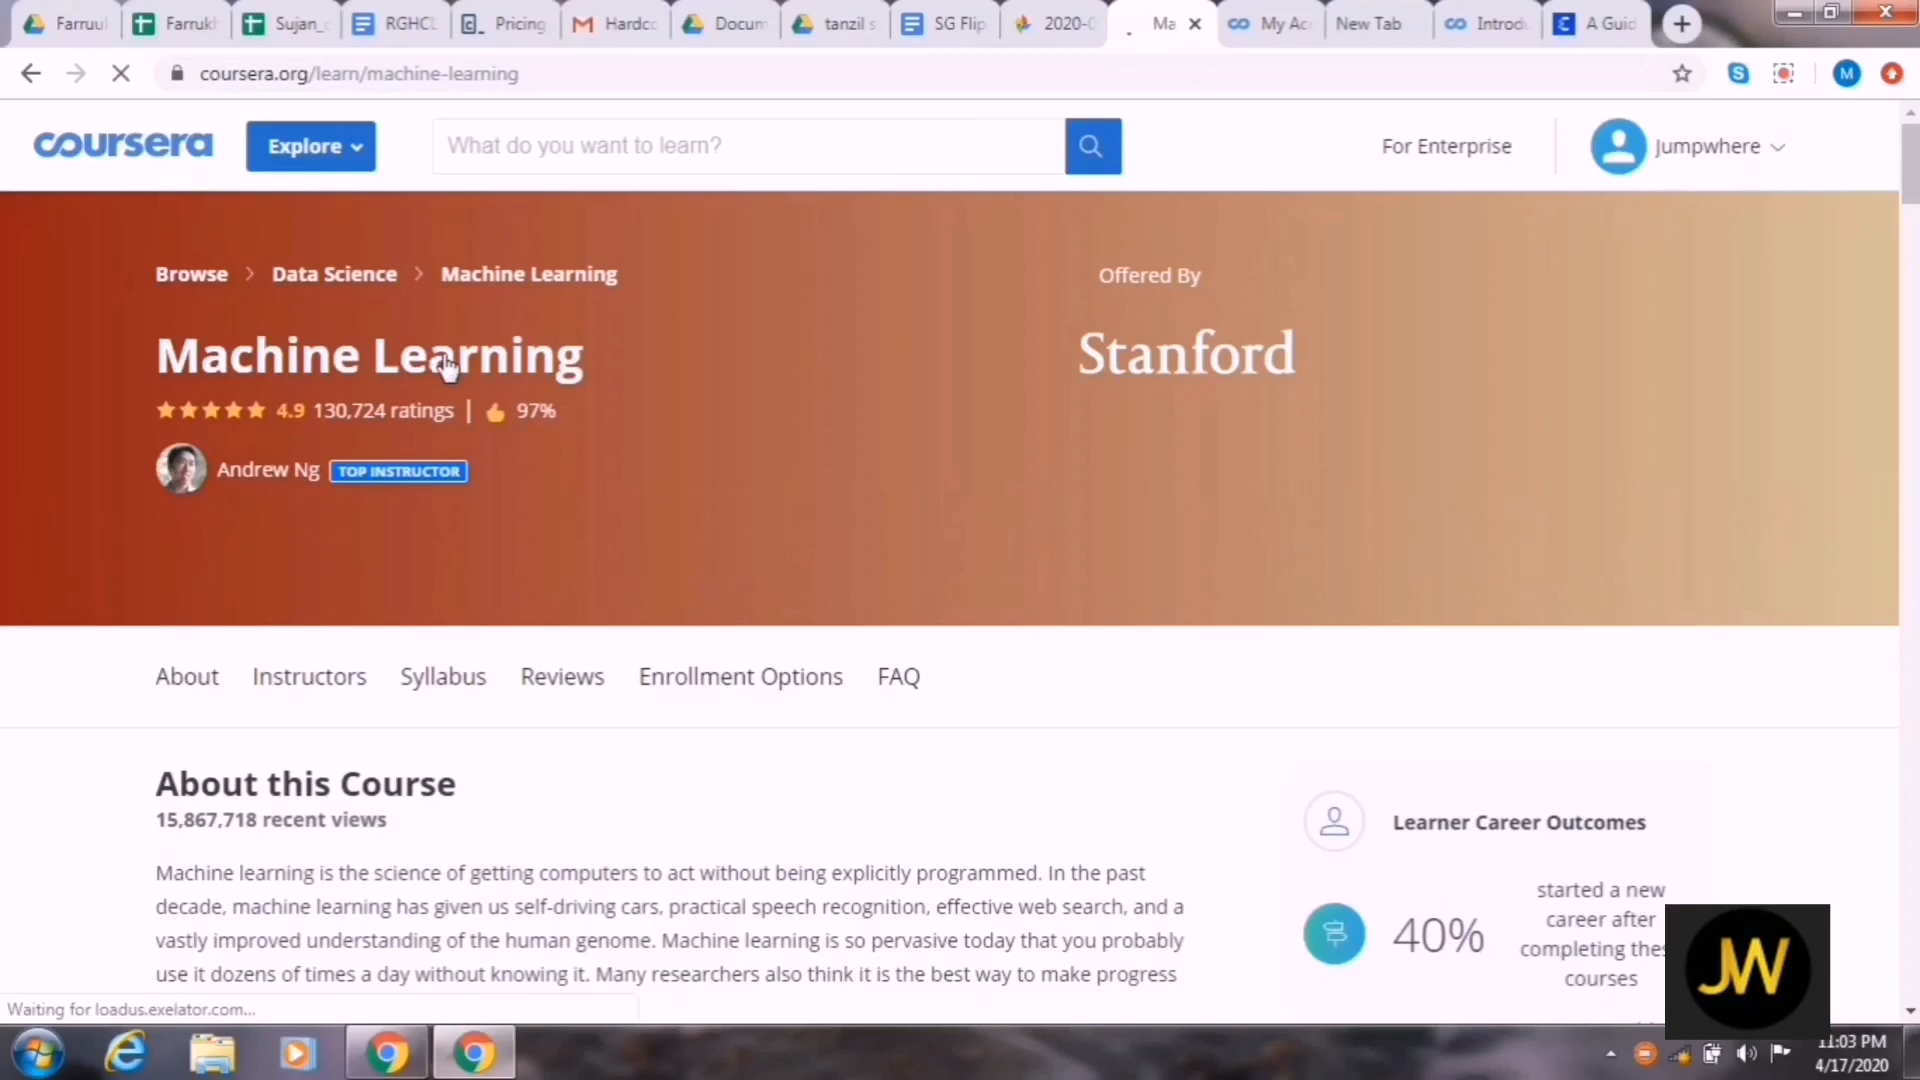 Farruul Farrukh Sujan_ RGHCL Pricing Hardco Docum tanzil s SG Flip 2020-0 Ma My Acc New Tab Introdu A Guid
coursera.org/learn/machine-learning
S M
coursera Explore What do you want to learn? For Enterprise Jumpwhere
Browse > Data Science > Machine Learning
Offered By
Machine Learning
Stanford
4.9 130,724 ratings | 97%
Andrew Ng TOP INSTRUCTOR
About Instructors Syllabus Reviews Enrollment Options FAQ
About this Course
15,867,718 recent views
Learner Career Outcomes
Machine learning is the science of getting computers to act without being explicitly programmed. In the past
decade, machine learning has given us self-driving cars, practical speech recognition, effective web search, and a
vastly improved understanding of the human genome. Machine learning is so pervasive today that you probably
use it dozens of times a day without knowing it. Many researchers also think it is the best way to make progress
40%
started a new
career after
completing thes
courses
JW
Waiting for loadus.exelator.com...
11:03 PM
4/17/2020